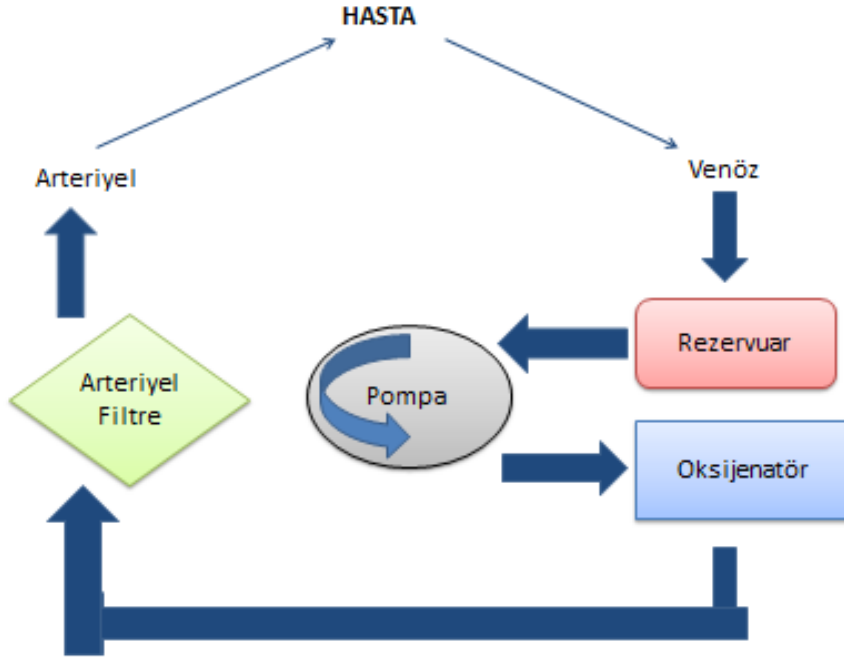 HASTA
Arteriyel
Venöz
Rezervuar
Arteriyel
Filtre
Pompa
Oksijenatör